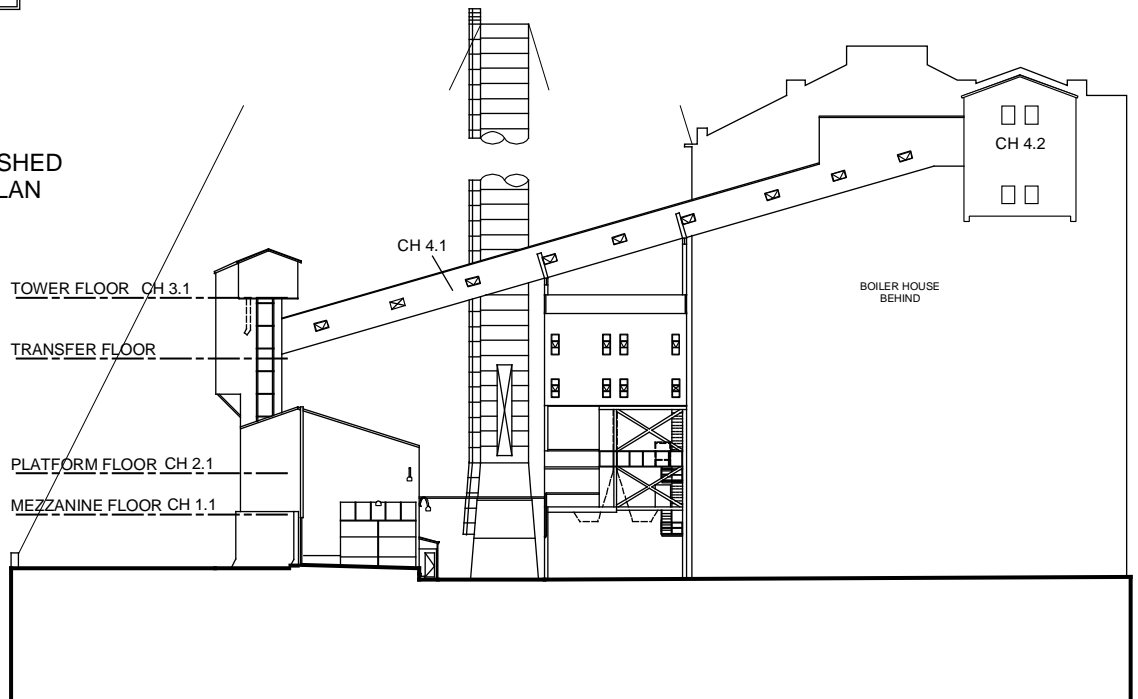 SHED
LAN
CH 4.2
CH 4.1
TOWER FLOOR CH 3.1
BOILER HOUSE
BEHIND
TRANSFER FLOOR
PLATFORM FLOOR CH 2.1
MEZZANINE FLOOR CH 1.1